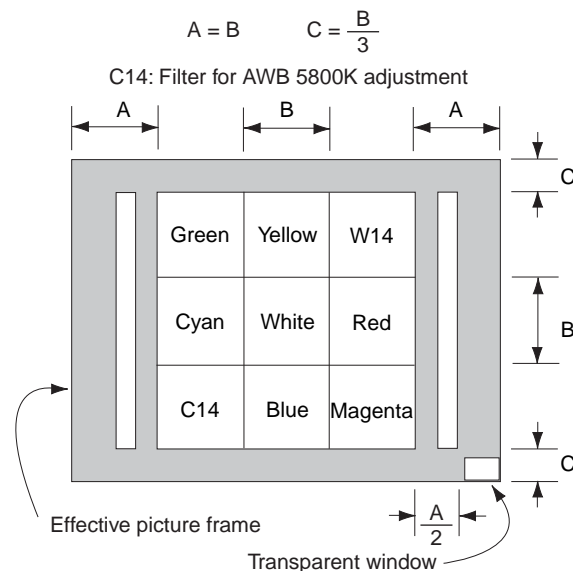 A = B C = B/3
C14: Filter for AWB 5800K adjustment
A B A
C
Green Yellow W14
Cyan White Red
B
C14 Blue Magenta
C
Effective picture frame
A/2
Transparent window